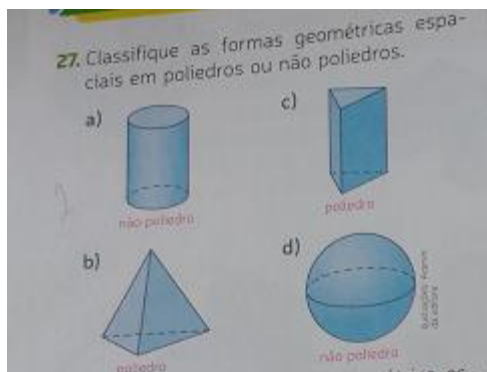 27. Classifique as formas geométricas espa-
ciais em poliedros ou não poliedros.
a)
não poliedro
c)
poliedro
b)
poliedro
d)
não poliedro